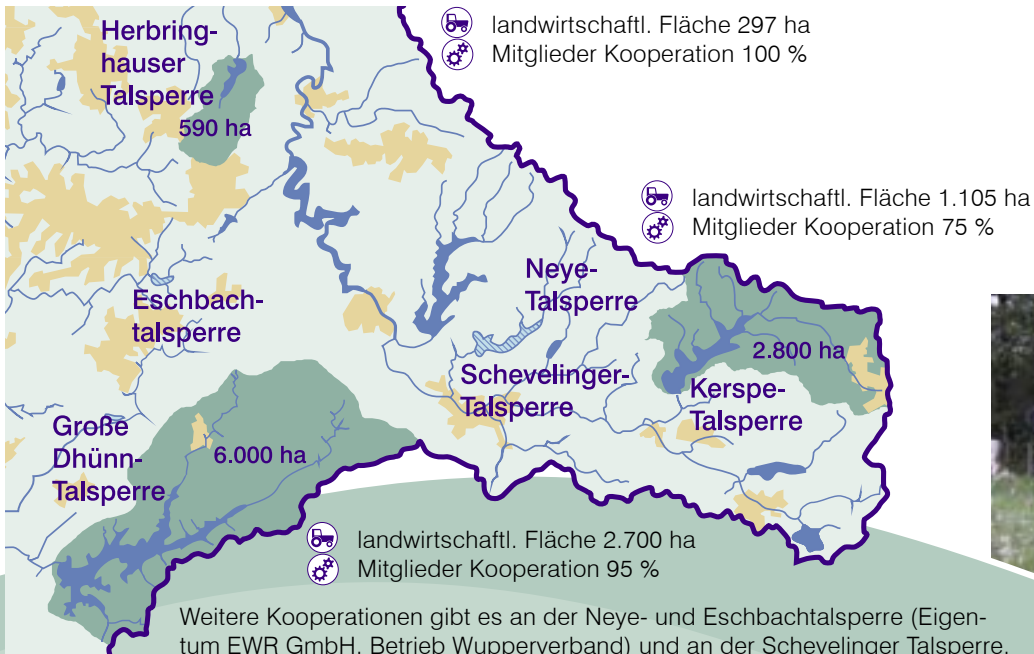 Herbring-
hauser
Talsperre
590 ha
landwirtschaftl. Fläche 297 ha
Mitglieder Kooperation 100 %
landwirtschaftl. Fläche 1.105 ha
Mitglieder Kooperation 75 %
Neye-
Talsperre
Eschbach-
talsperre
2.800 ha
Schevelinger-
Talsperre
Kerspe-
Talsperre
Große
Dhünn-
Talsperre
6.000 ha
landwirtschaftl. Fläche 2.700 ha
Mitglieder Kooperation 95 %
Weitere Kooperationen gibt es an der Neye- und Eschbachtalsperre (Eigen-
tum EWR GmbH, Betrieb Wupperverband) und an der Schevelinger Talsperre.